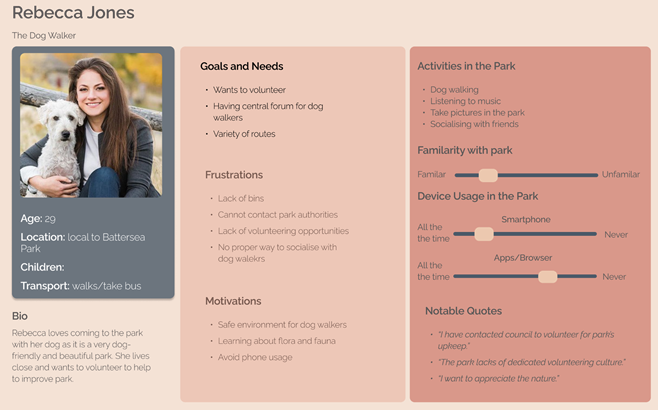 Rebecca Jones
The Dog Walker
Age: 29
Location: local to Battersea
Park
Children:
Transport: walks/take bus
Bio
Rebecca loves coming to the park
with her dog as it is a very dog-
friendly and beautiful park. She lives
close and wants to volunteer to help
to improve park.
Goals and Needs
• Wants to volunteer
• Having central forum for dog
walkers
• Variety of routes
Frustrations
• Lack of bins
• Cannot contact park authorities
• Lack of volunteering opportunities
• No proper way to socialise with
dog walekrs
Motivations
• Safe environment for dog walkers
• Learning about flora and fauna
• Avoid phone usage
Activities in the Park
• Dog walking
• Listening to music
• Take pictures in the park
• Socialising with friends
Familarity with park
Familar
Unfamilar
Device Usage in the Park
Smartphone
All the
the time
Never
Apps/Browser
All the
the time
Never
Notable Quotes
• "I have contacted council to volunteer for park's
upkeep."
• "The park lacks of dedicated volunteering culture."
• "I want to appreciate the nature."